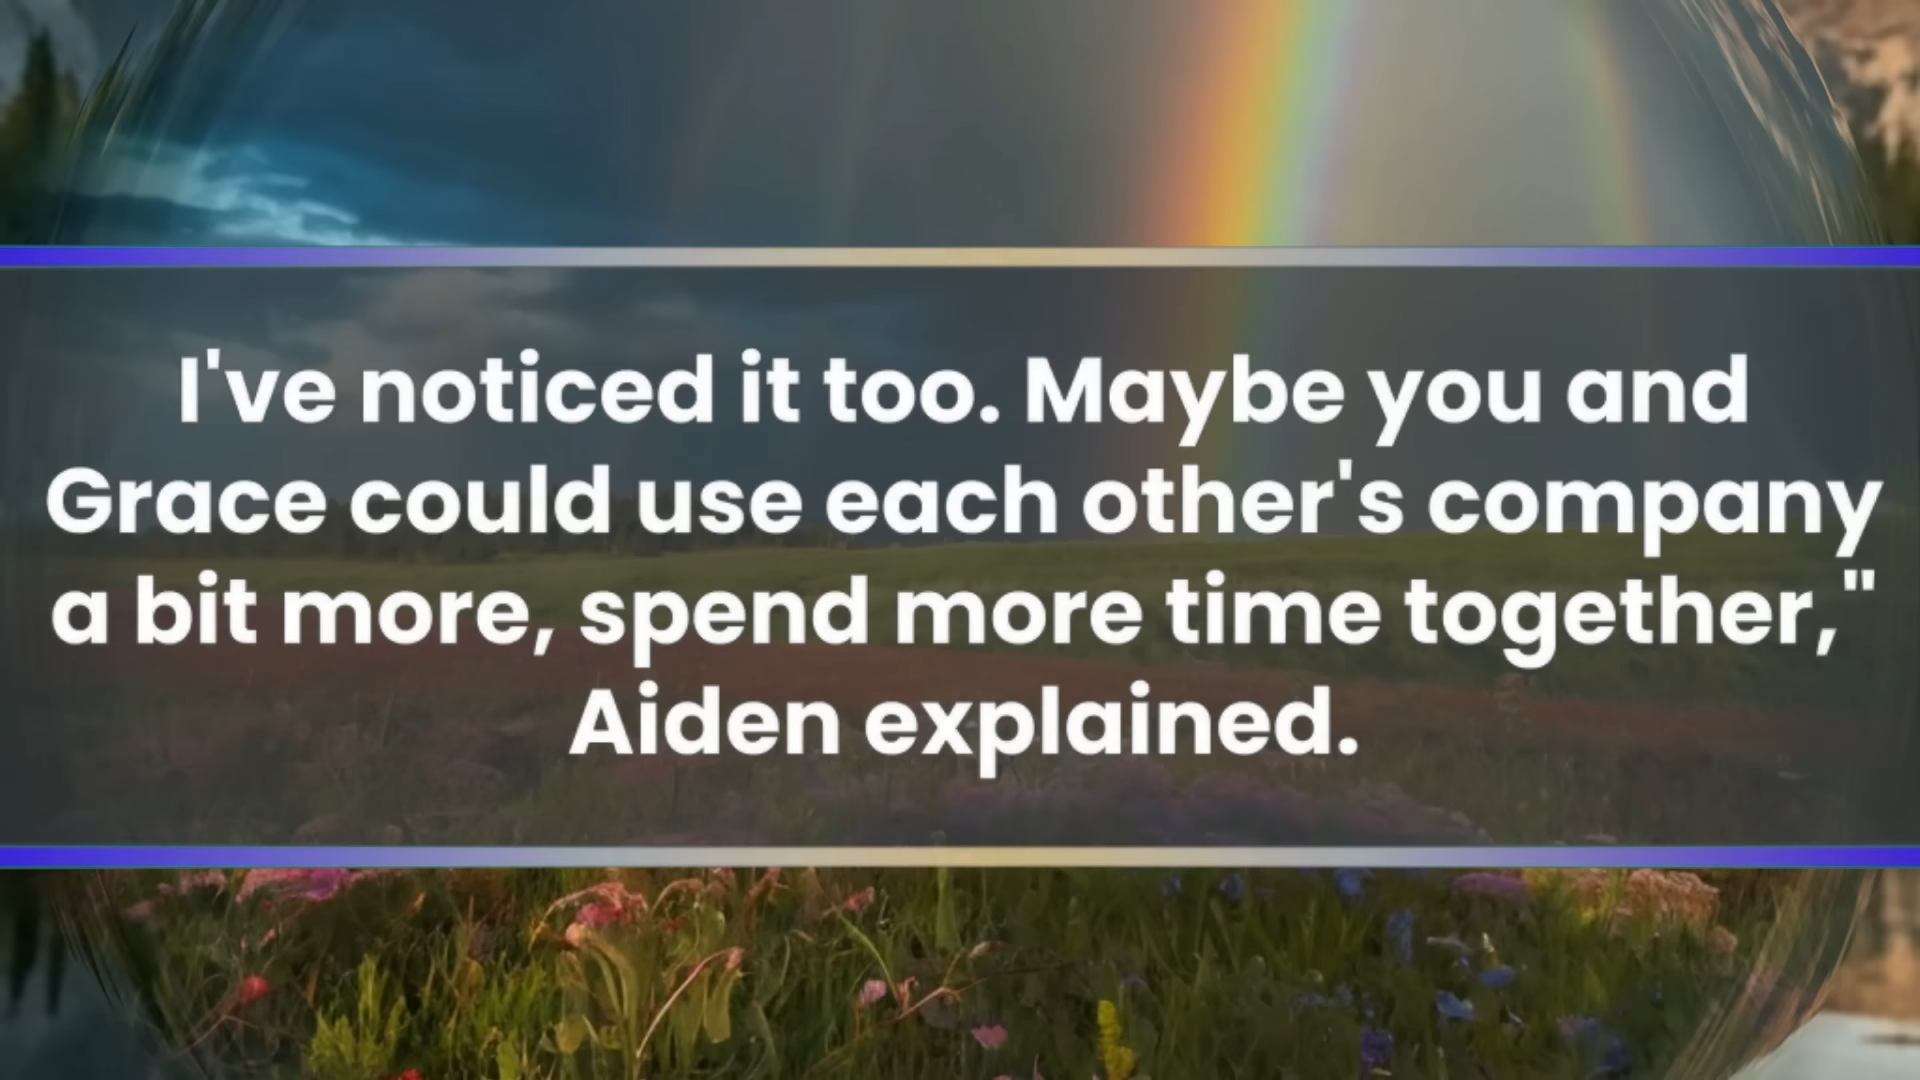 I've noticed it too. Maybe you and
Grace could use each other's company
a bit more, spend more time together,"
Aiden explained.